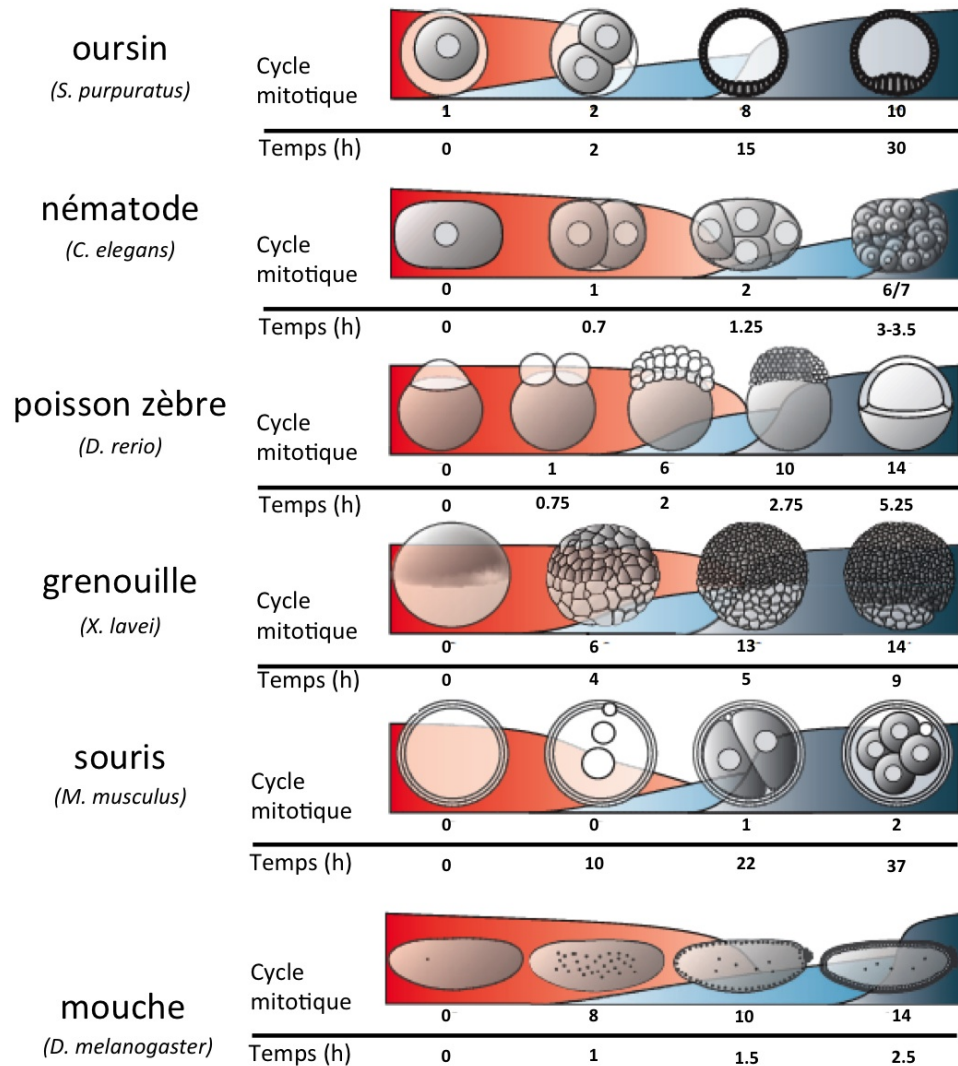 oursin
(S. purpuratus)
Cycle
mitotique
1 2 8 10
Temps (h) 0 2 15 30
nématode
(C. elegans)
Cycle
mitotique
0 1 2 6/7
Temps (h) 0 0.7 1.25 3-3.5
poisson zèbre
(D. rerio)
Cycle
mitotique
0 1 6 10 14
Temps (h) 0 0.75 2 2.75 5.25
grenouille
(X. lavei)
Cycle
mitotique
0 6 13 14
Temps (h) 0 4 5 9
souris
(M. musculus)
Cycle
mitotique
0 0 1 2
Temps (h) 0 10 22 37
mouche
(D. melanogaster)
Cycle
mitotique
0 8 10 14
Temps (h) 0 1 1.5 2.5